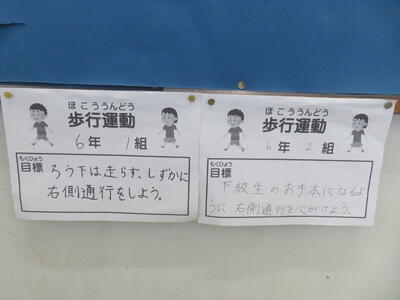 ほこううんどう
歩行運動
6年 1組
もくひょう
目標
ろう下は走らず、しずかに
右側通行をしよう。
ほこううんどう
歩行運動
6年 2組
もくひょう
目標
下級生のお手本になるよ
うに右側通行を心がけよう。